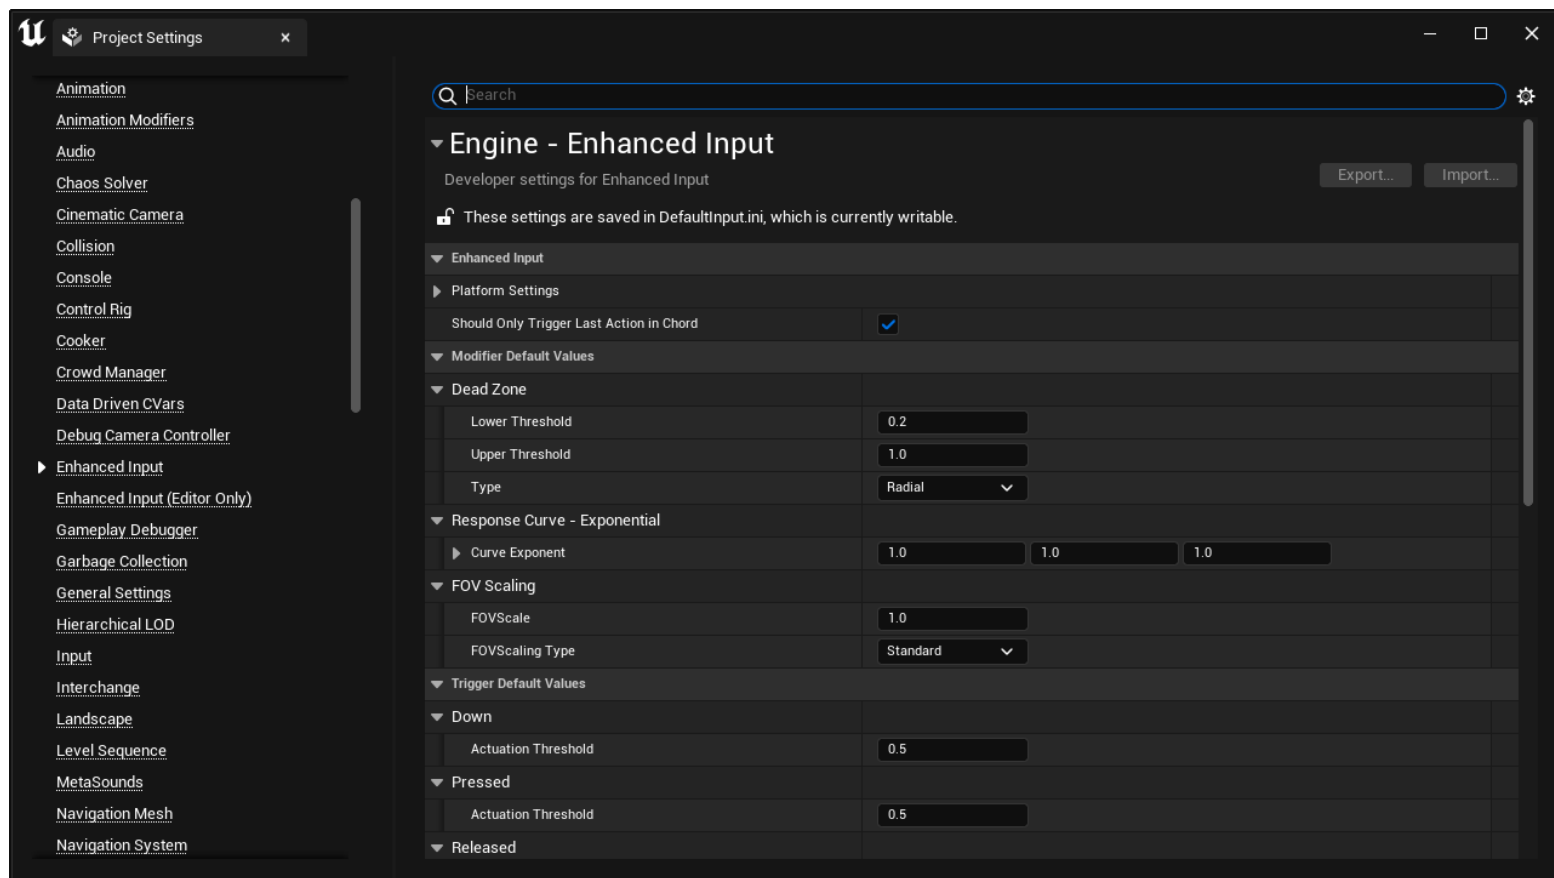 Project Settings
Animation
Animation Modifiers
Audio
Chaos Solver
Cinematic Camera
Collision
Console
Control Rig
Cooker
Crowd Manager
Data Driven CVars
Debug Camera Controller
Enhanced Input
Enhanced Input (Editor Only)
Gameplay Debugger
Garbage Collection
General Settings
Hierarchical LOD
Input
Interchange
Landscape
Level Sequence
MetaSounds
Navigation Mesh
Navigation System
Search
Engine - Enhanced Input
Developer settings for Enhanced Input
Export...
Import...
These settings are saved in DefaultInput.ini, which is currently writable.
Enhanced Input
Platform Settings
Should Only Trigger Last Action in Chord
Modifier Default Values
Dead Zone
Lower Threshold 0.2
Upper Threshold 1.0
Type Radial
Response Curve - Exponential
Curve Exponent 1.0 1.0 1.0
FOV Scaling
FOVScale 1.0
FOVScaling Type Standard
Trigger Default Values
Down
Actuation Threshold 0.5
Pressed
Actuation Threshold 0.5
Released